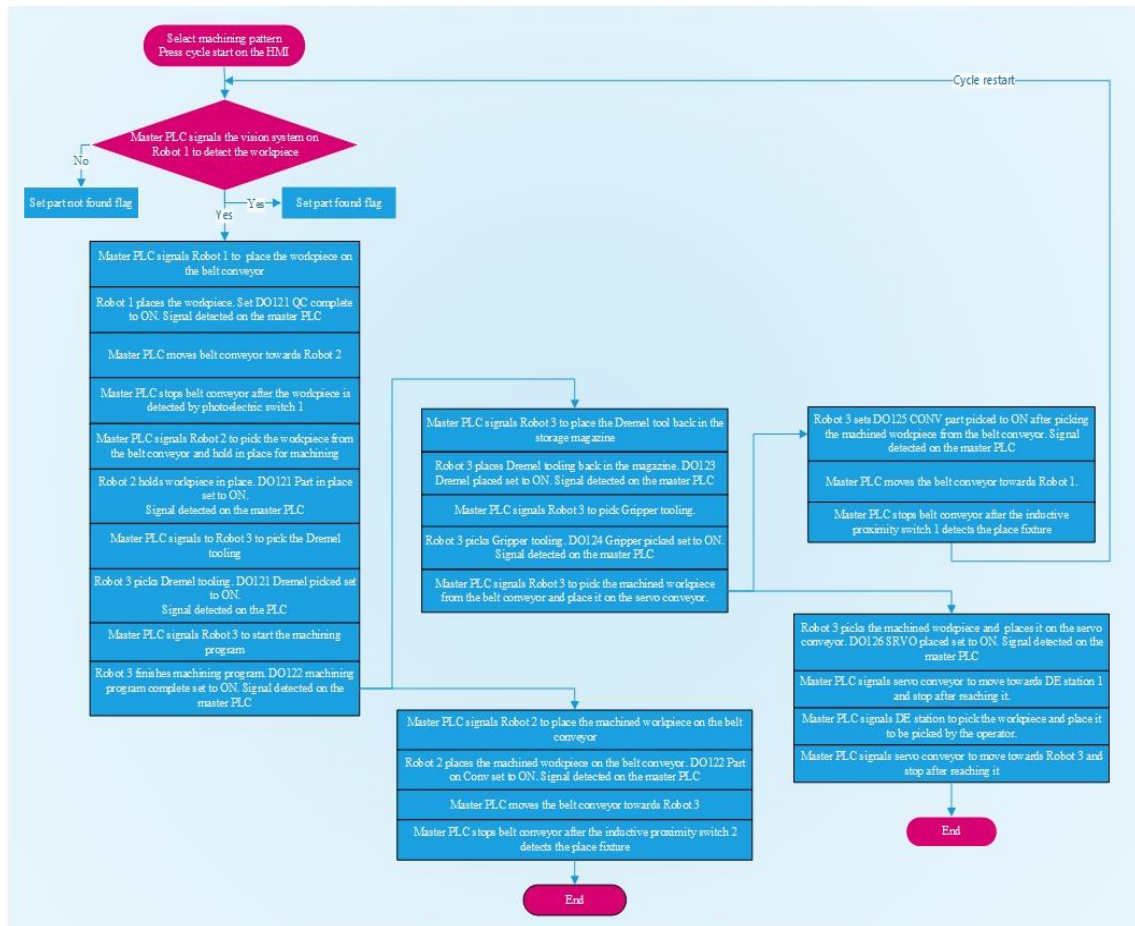 Select machining pattern
Press cycle start on the HMI
Cycle restart
Master PLC signals the vision system on
Robot 1 to detect the workpiece
No
Set part not found flag
Yes
Set part found flag
Yes
Master PLC signals Robot 1 to place the workpiece on
the belt conveyor
Robot 1 places the workpiece. Set DO121 QC complete
to ON. Signal detected on the master PLC
Master PLC moves belt conveyor towards Robot 2
Master PLC stops belt conveyor after the workpiece is
detected by photoelectric switch 1
Master PLC signals Robot 2 to pick the workpiece from
the belt conveyor and hold in place for machining
Robot 2 holds workpiece in place. DO121 Part in place
set to ON.
Signal detected on the master PLC
Master PLC signals to Robot 3 to pick the Dremel
tooling
Robot 3 picks Dremel tooling. DO121 Dremel picked set
to ON.
Signal detected on the PLC
Master PLC signals Robot 3 to start the machining
program
Robot 3 finishes machining program. DO122 machining
program complete set to ON. Signal detected on the
master PLC
Master PLC signals Robot 3 to place the Dremel tool back in the
storage magazine
Robot 3 places Dremel tooling back in the magazine. DO123
Dremel placed set to ON. Signal detected on the master PLC
Master PLC signals Robot 3 to pick Gripper tooling.
Robot 3 picks Gripper tooling. DO124 Gripper picked set to ON.
Signal detected on the master PLC
Master PLC signals Robot 3 to pick the machined workpiece
from the belt conveyor and place it on the servo conveyor.
Robot 3 sets DO125 CONV part picked to ON after picking
the machined workpiece from the belt conveyor. Signal
detected on the master PLC
Master PLC moves the belt conveyor towards Robot 1.
Master PLC stops belt conveyor after the inductive
proximity switch 1 detects the place fixture
Robot 3 picks the machined workpiece and places it on the servo
conveyor. DO126 SRVO placed set to ON. Signal detected on the
master PLC
Master PLC signals servo conveyor to move towards DE station 1
and stop after reaching it.
Master PLC signals DE station to pick the workpiece and place it
to be picked by the operator.
Master PLC signals servo conveyor to move towards Robot 3 and
stop after reaching it
End
Master PLC signals Robot 2 to place the machined workpiece on the belt
conveyor
Robot 2 places the machined workpiece on the belt conveyor. DO122 Part
on Conv set to ON. Signal detected on the master PLC
Master PLC moves the belt conveyor towards Robot 3
Master PLC stops belt conveyor after the inductive proximity switch 2
detects the place fixture
End